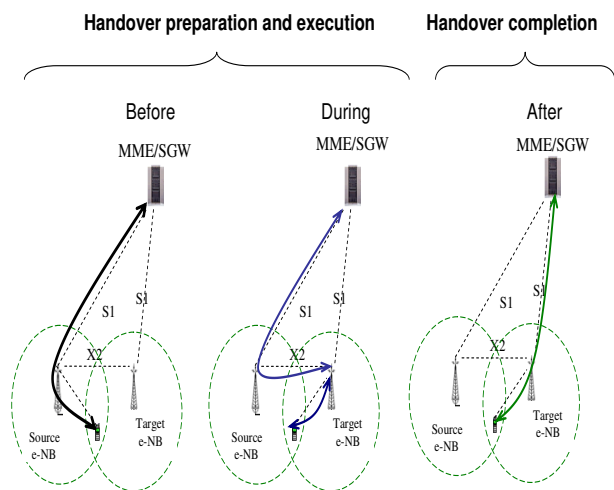 Handover preparation and execution
Handover completion
Before
During
After
MME/SGW
MME/SGW
MME/SGW
S1
S1
X2
Source
e-NB
Target
e-NB
S1
S1
X2
Source
e-NB
Target
e-NB
S1
S1
X2
Source
e-NB
Target
e-NB